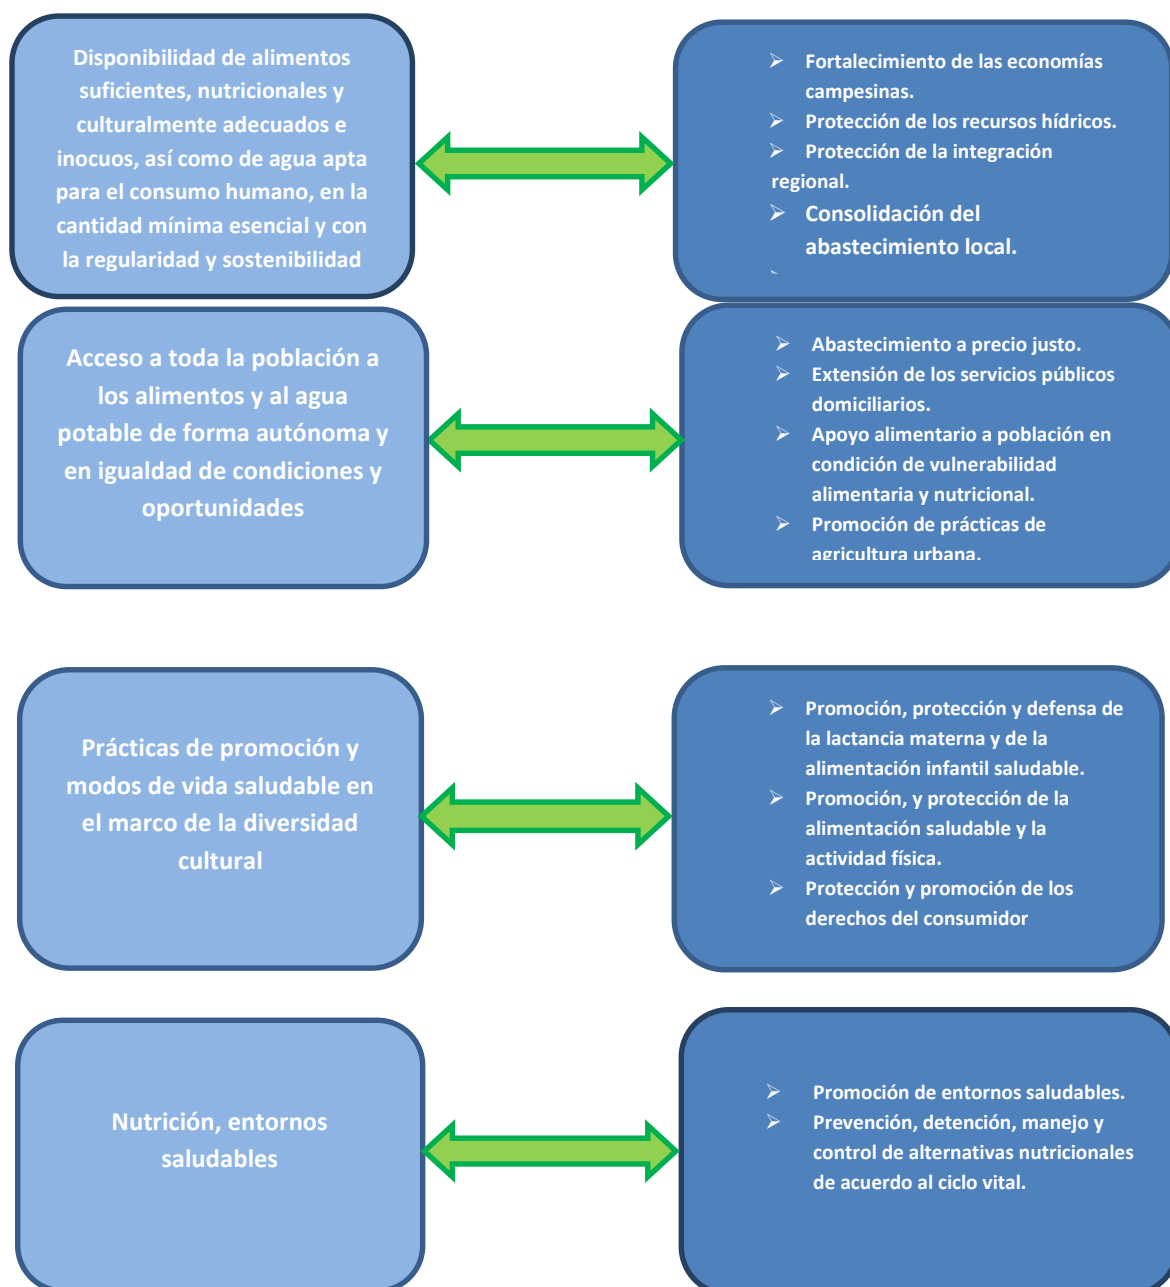 Disponibilidad de alimentos
suficientes, nutricionales y
culturalmente adecuados e
inocuos, así como de agua apta
para el consumo humano, en la
cantidad mínima esencial y con
la regularidad y sostenibilidad
➢ Fortalecimiento de las economías
campesinas.
➢ Protección de los recursos hídricos.
➢ Protección de la integración
regional.
➢ Consolidación del
abastecimiento local.
Acceso a toda la población a
los alimentos y al agua
potable de forma autónoma y
en igualdad de condiciones y
oportunidades
➢ Abastecimiento a precio justo.
➢ Extensión de los servicios públicos
domiciliarios.
➢ Apoyo alimentario a población en
condición de vulnerabilidad
alimentaria y nutricional.
➢ Promoción de prácticas de
agricultura urbana.
Prácticas de promoción y
modos de vida saludable en
el marco de la diversidad
cultural
➢ Promoción, protección y defensa de
la lactancia materna y de la
alimentación infantil saludable.
➢ Promoción, y protección de la
alimentación saludable y la
actividad física.
➢ Protección y promoción de los
derechos del consumidor
Nutrición, entornos
saludables
➢ Promoción de entornos saludables.
➢ Prevención, detención, manejo y
control de alternativas nutricionales
de acuerdo al ciclo vital.